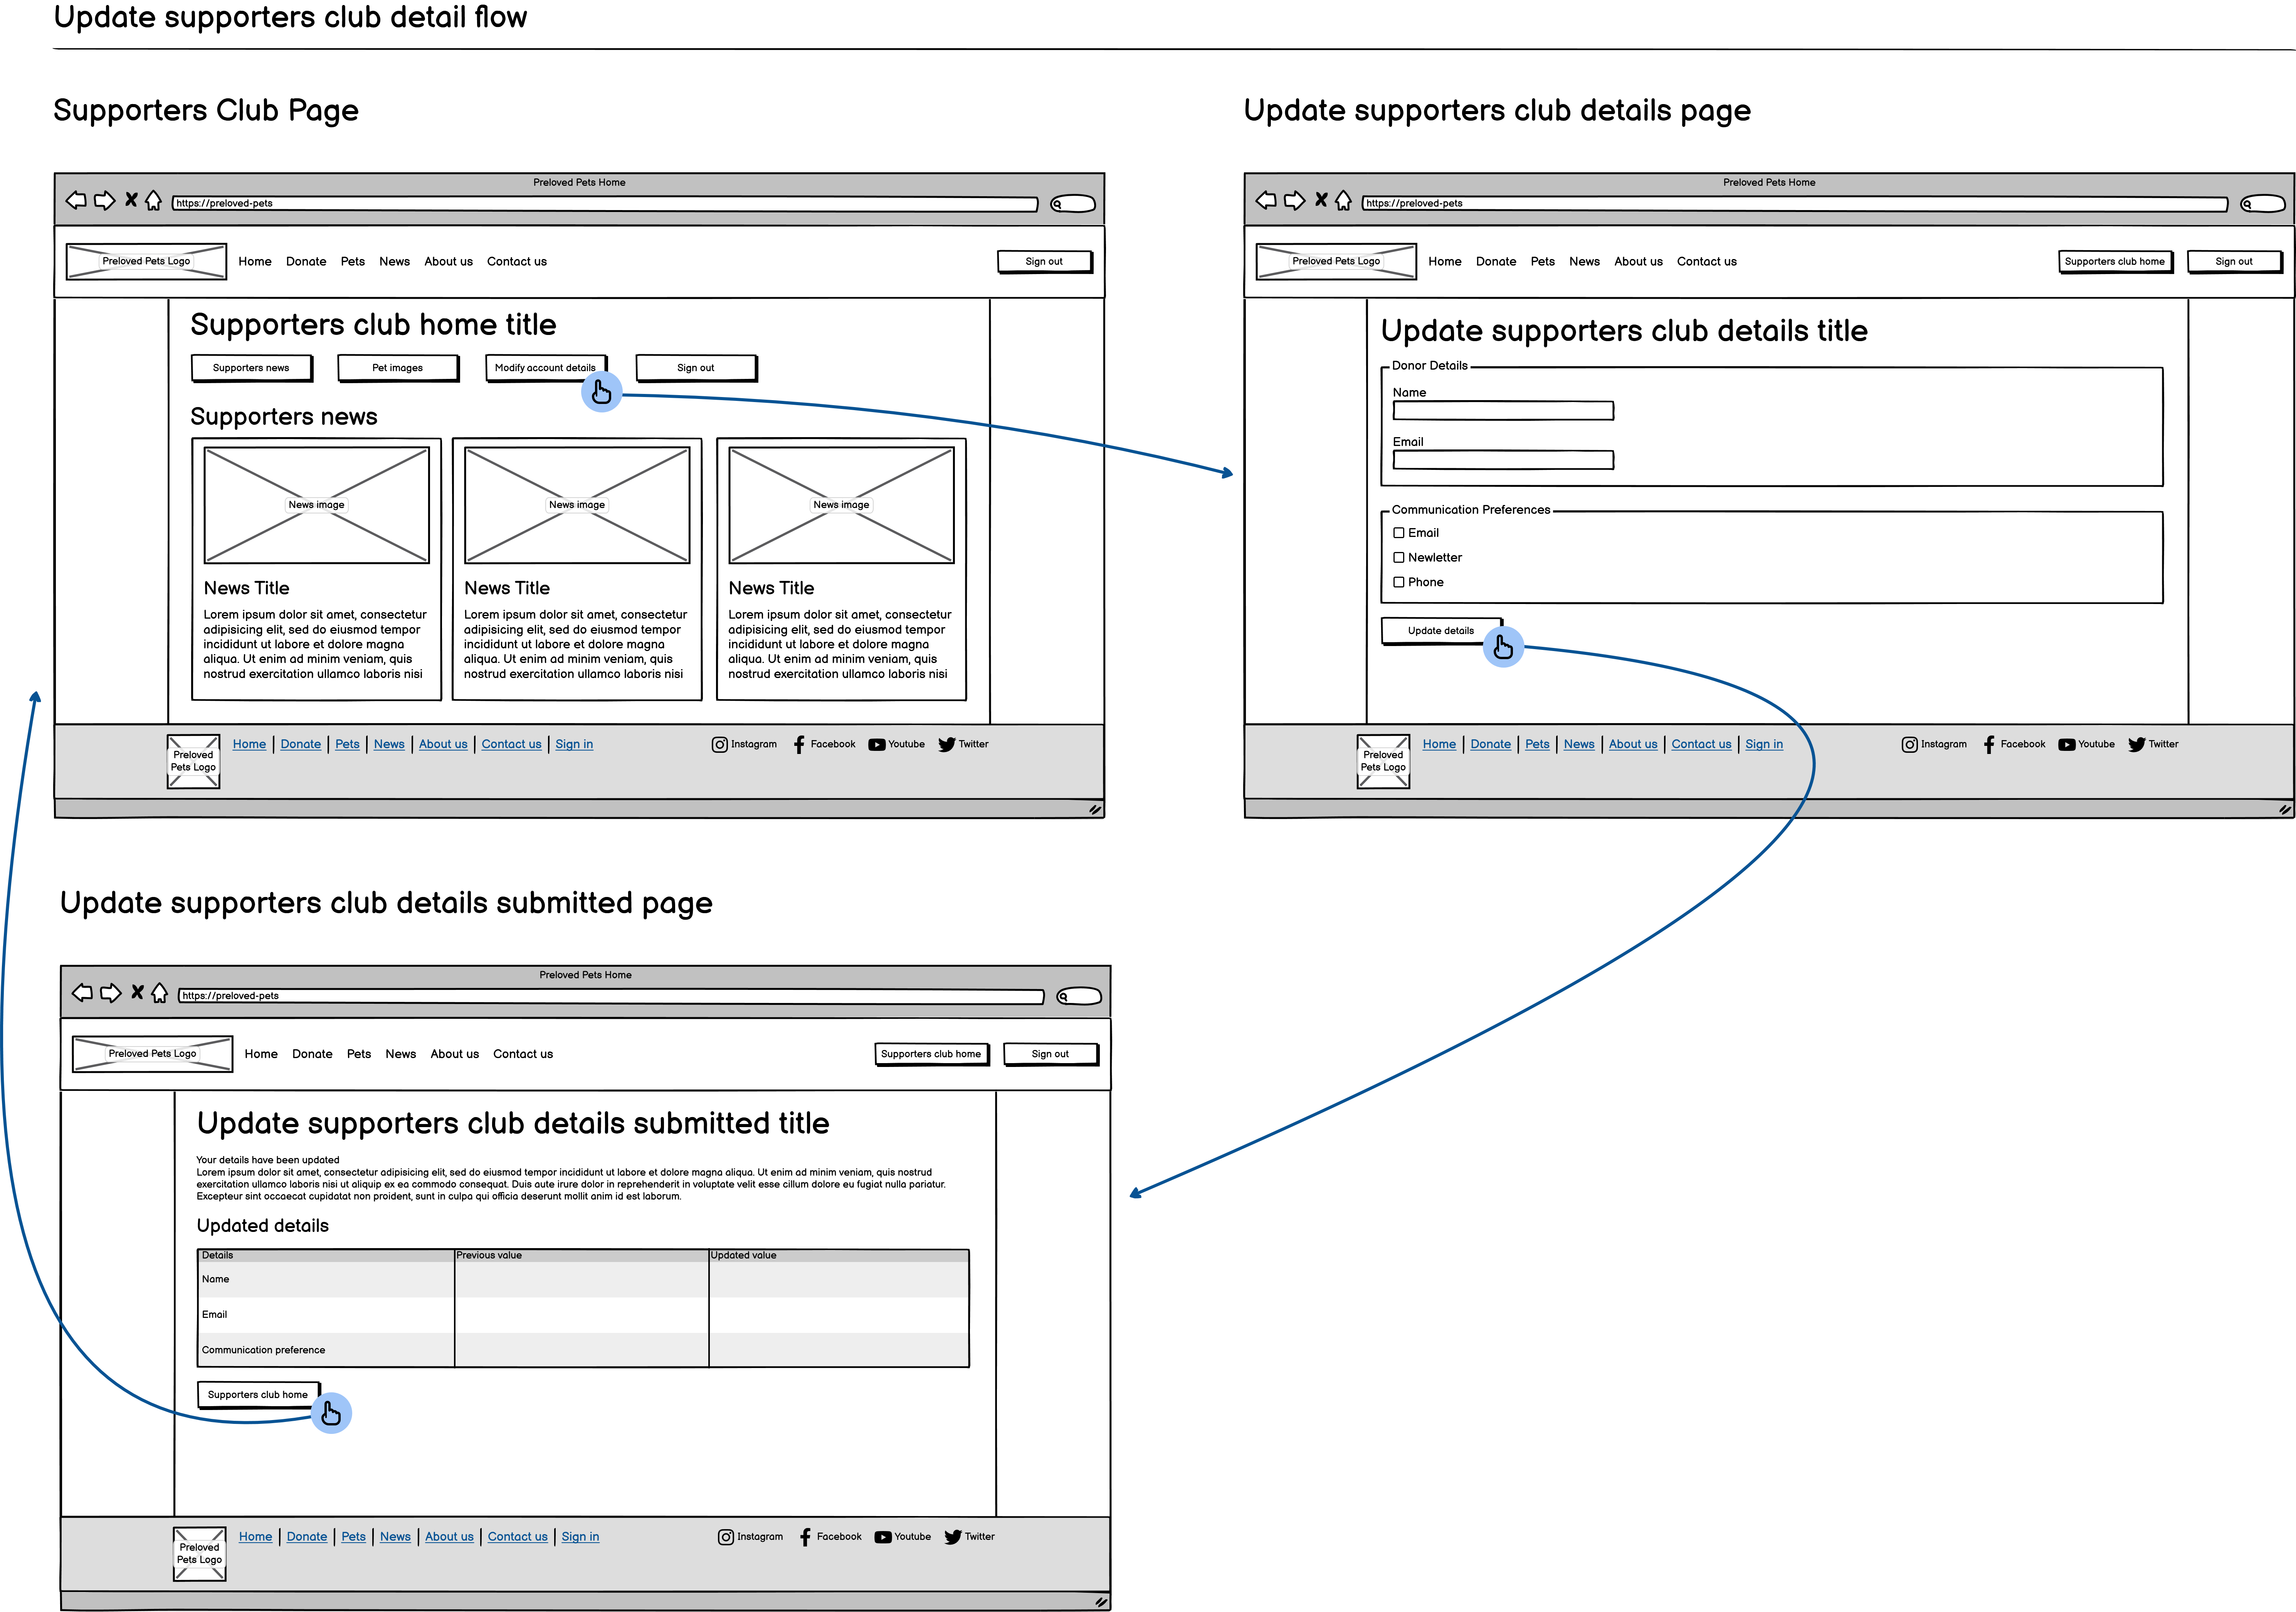 Update supporters club detail flow
Supporters Club Page
Preloved Pets Home
https://preloved-pets
Preloved Pets Logo Home Donate Pets News About us Contact us Sign out
Supporters club home title
Supporters news Pet images Modify account details Sign out
Supporters news
News image
News Title
Lorem ipsum dolor sit amet, consectetur
adipisicing elit, sed do eiusmod tempor
incididunt ut labore et dolore magna
aliqua. Ut enim ad minim veniam, quis
nostrud exercitation ullamco laboris nisi
News image
News Title
Lorem ipsum dolor sit amet, consectetur
adipisicing elit, sed do eiusmod tempor
incididunt ut labore et dolore magna
aliqua. Ut enim ad minim veniam, quis
nostrud exercitation ullamco laboris nisi
News image
News Title
Lorem ipsum dolor sit amet, consectetur
adipisicing elit, sed do eiusmod tempor
incididunt ut labore et dolore magna
aliqua. Ut enim ad minim veniam, quis
nostrud exercitation ullamco laboris nisi
Preloved
Pets Logo
Home | Donate | Pets | News | About us | Contact us | Sign in
Instagram Facebook Youtube Twitter
Update supporters club details page
Preloved Pets Home
https://preloved-pets
Preloved Pets Logo Home Donate Pets News About us Contact us Supporters club home Sign out
Update supporters club details title
Donor Details
Name
Email
Communication Preferences
Email
Newletter
Phone
Update details
Preloved
Pets Logo
Home | Donate | Pets | News | About us | Contact us | Sign in
Instagram Facebook Youtube Twitter
Update supporters club details submitted page
Preloved Pets Home
https://preloved-pets
Preloved Pets Logo Home Donate Pets News About us Contact us Supporters club home Sign out
Update supporters club details submitted title
Your details have been updated
Lorem ipsum dolor sit amet, consectetur adipisicing elit, sed do eiusmod tempor incididunt ut labore et dolore magna aliqua. Ut enim ad minim veniam, quis nostrud
exercitation ullamco laboris nisi ut aliquip ex ea commodo consequat. Duis aute irure dolor in reprehenderit in voluptate velit esse cillum dolore eu fugiat nulla pariatur.
Excepteur sint occaecat cupidatat non proident, sunt in culpa qui officia deserunt mollit anim id est laborum.
Updated details
Details Previous value Updated value
Name
Email
Communication preference
Supporters club home
Preloved
Pets Logo
Home | Donate | Pets | News | About us | Contact us | Sign in
Instagram Facebook Youtube Twitter